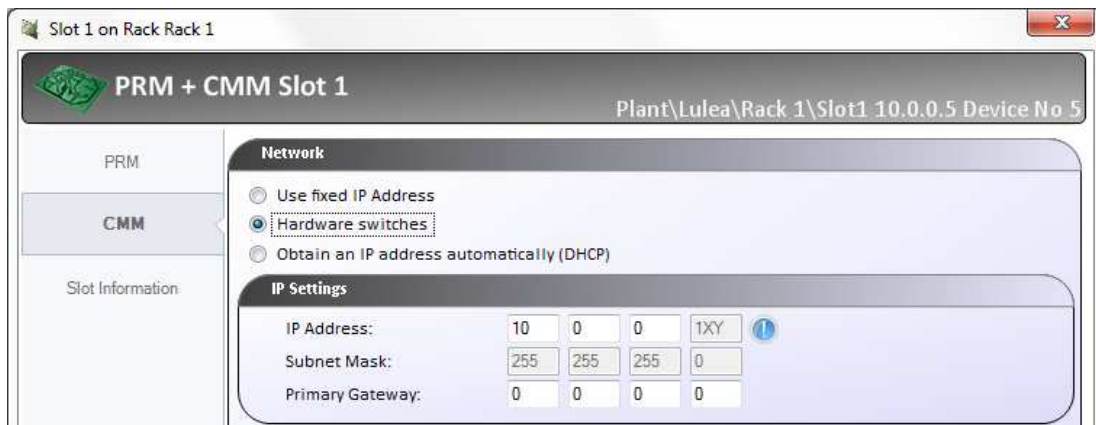 Slot 1 on Rack Rack 1
PRM + CMM Slot 1
Plant\Lulea\Rack 1\Slot1 10.0.0.5 Device No 5
PRM
CMM
Slot Information
Network
Use fixed IP Address
Hardware switches
Obtain an IP address automatically (DHCP)
IP Settings
IP Address: 10 0 0 1XY
Subnet Mask: 255 255 255 0
Primary Gateway: 0 0 0 0